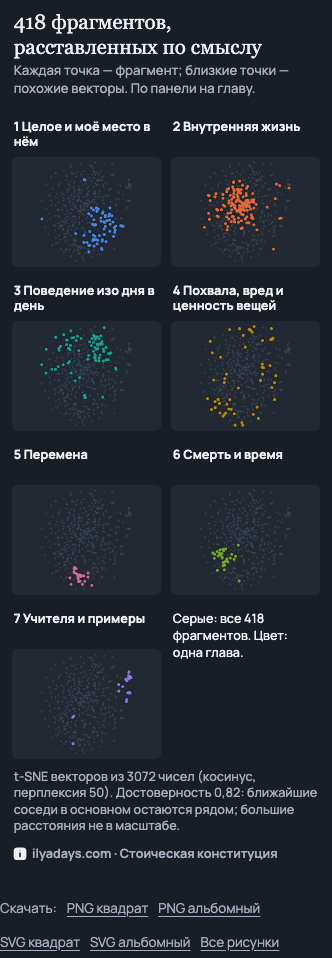 418 фрагментов,
расставленных по смыслу
Каждая точка — фрагмент; близкие точки —
похожие векторы. По панели на главу.
1 Целое и моё место в
нём
2 Внутренняя жизнь
3 Поведение изо дня в
день
4 Похвала, вред и
ценность вещей
5 Перемена
6 Смерть и время
7 Учителя и примеры
Серые: все 418
фрагментов. Цвет:
одна глава.
t-SNE векторов из 3072 чисел (косинус,
перплексия 50). Достоверность 0,82: ближайшие
соседи в основном остаются рядом; большие
расстояния не в масштабе.
ilyadays.com · Стоическая конституция
Скачать: PNG квадрат PNG альбомный
SVG квадрат SVG альбомный Все рисунки